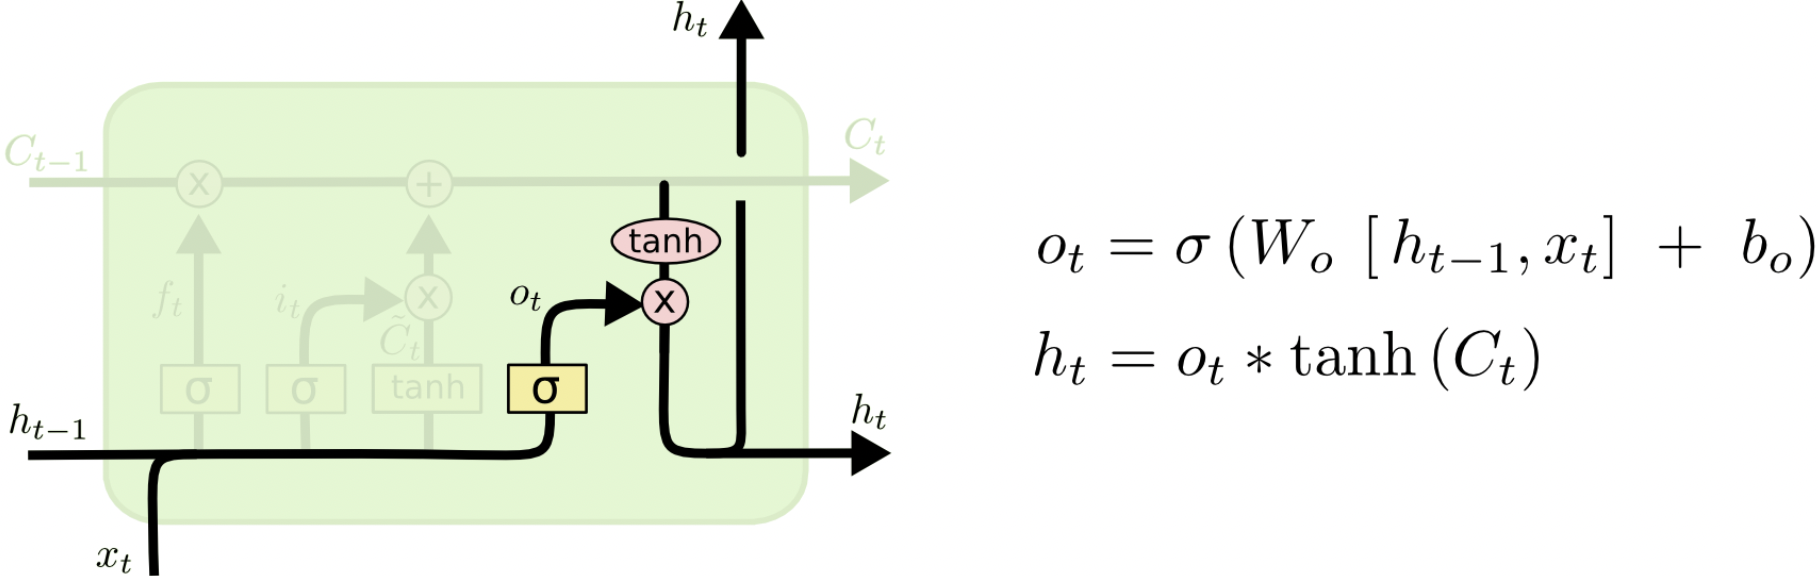 h_t
C_{t-1}
C_t
x
+
tanh
f_t
i_t
x
o_t
x
C̃_t
σ
σ
tanh
σ
h_{t-1}
h_t
x_t
o_t = σ (W_o [h_{t-1}, x_t] + b_o)
h_t = o_t * tanh (C_t)